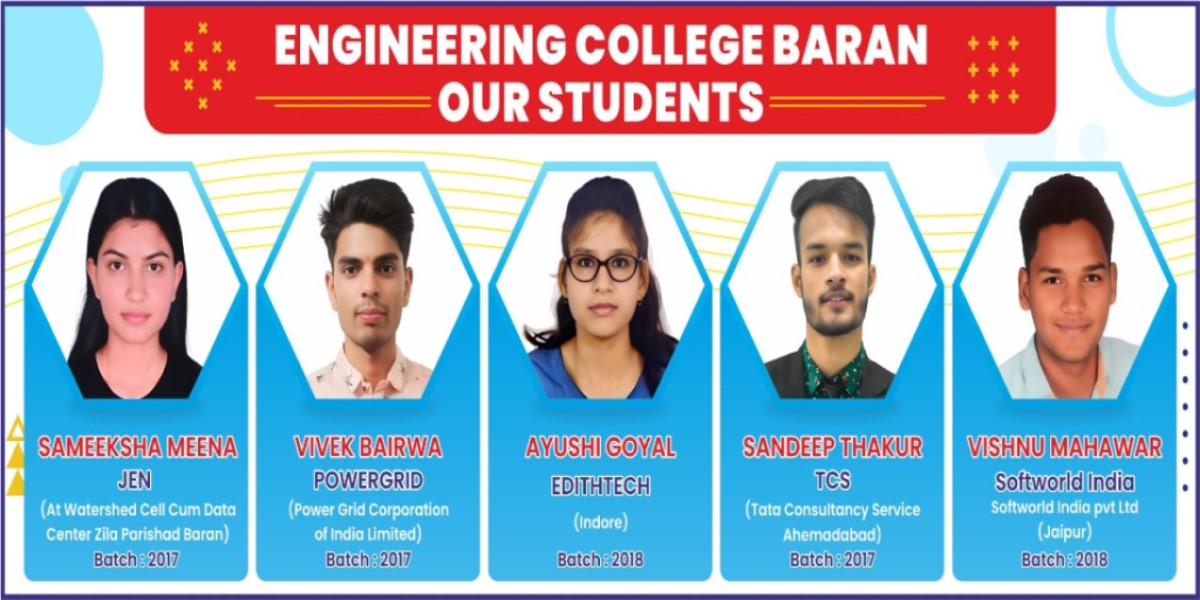 ENGINEERING COLLEGE BARAN
OUR STUDENTS
SAMEEKSHA MEENA
JEN
(At Watershed Cell Cum Data
Center Zila Parishad Baran)
Batch : 2017
VIVEK BAIRWA
POWERGRID
(Power Grid Corporation
of India Limited)
Batch : 2017
AYUSHI GOYAL
EDITHTECH
(Indore)
Batch : 2018
SANDEEP THAKUR
TCS
(Tata Consultancy Service
Ahemadabad)
Batch : 2017
VISHNU MAHAWAR
Softworld India
Softworld India pvt Ltd
(Jaipur)
Batch : 2018